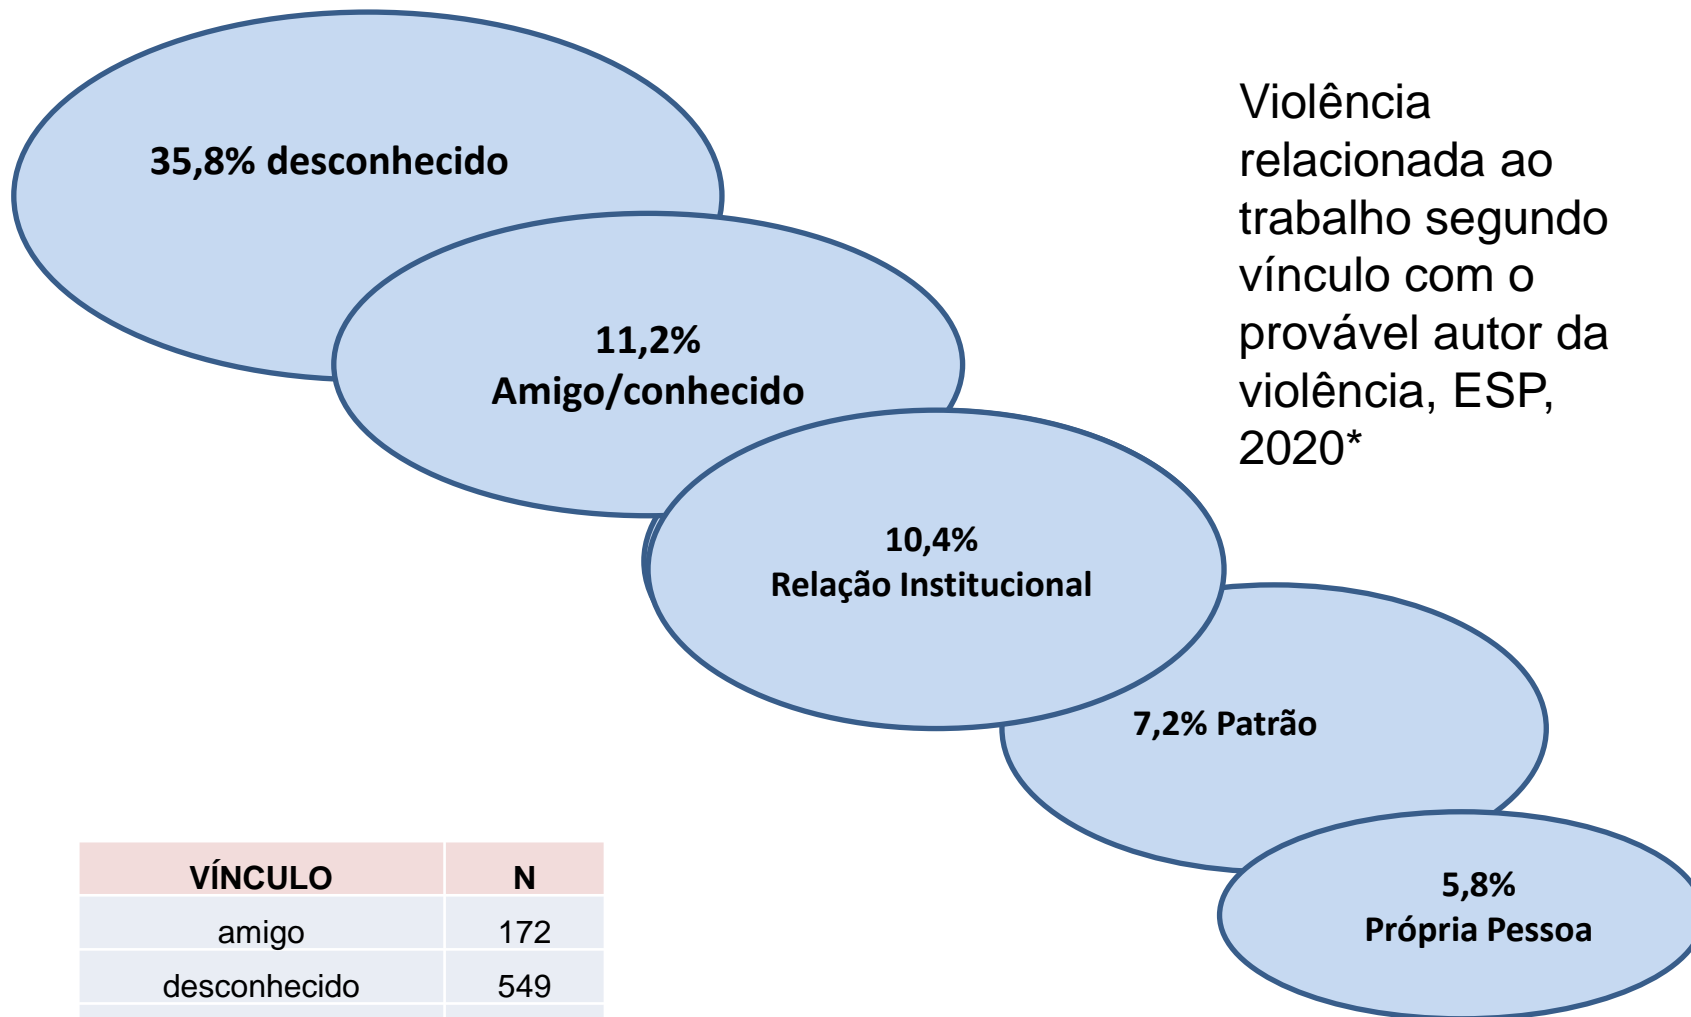 35,8% desconhecido
11,2%
Amigo/conhecido
10,4%
Relação Institucional
7,2% Patrão
5,8%
Própria Pessoa
Violência
relacionada ao
trabalho segundo
vínculo com o
provável autor da
violência, ESP,
2020*
VÍNCULO N
amigo 172
desconhecido 549